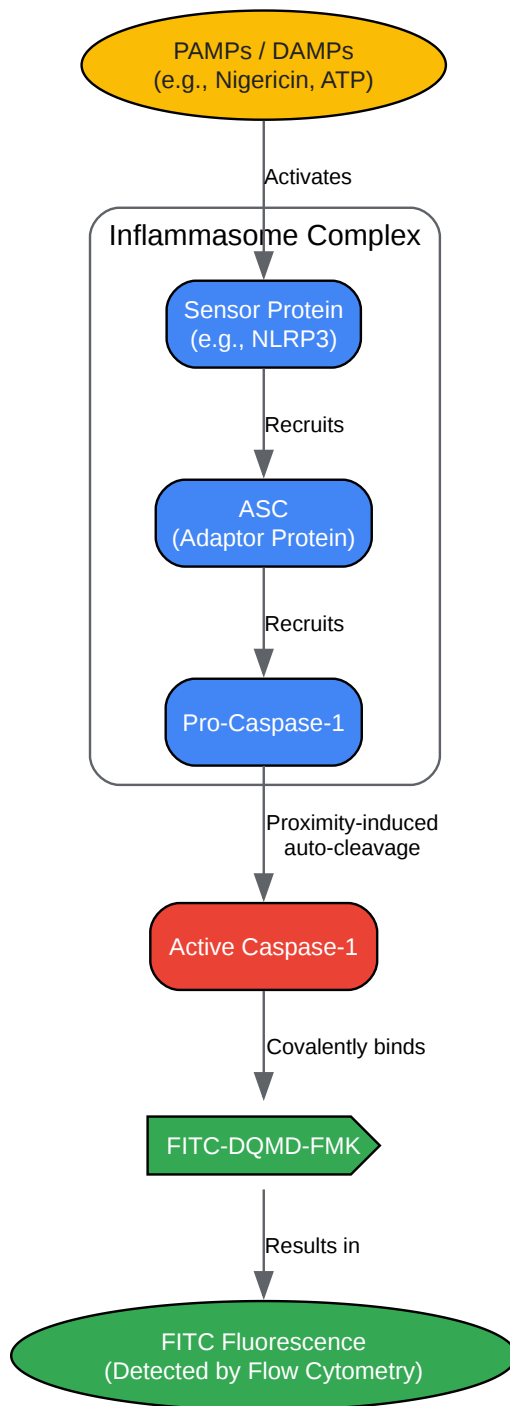 PAMPs / DAMPs
(e.g., Nigericin, ATP)
Activates
Inflammasome Complex
Sensor Protein
(e.g., NLRP3)
Recruits
ASC
(Adaptor Protein)
Recruits
Pro-Caspase-1
Proximity-induced
auto-cleavage
Active Caspase-1
Covalently binds
FITC-DQMD-FMK
Results in
FITC Fluorescence
(Detected by Flow Cytometry)